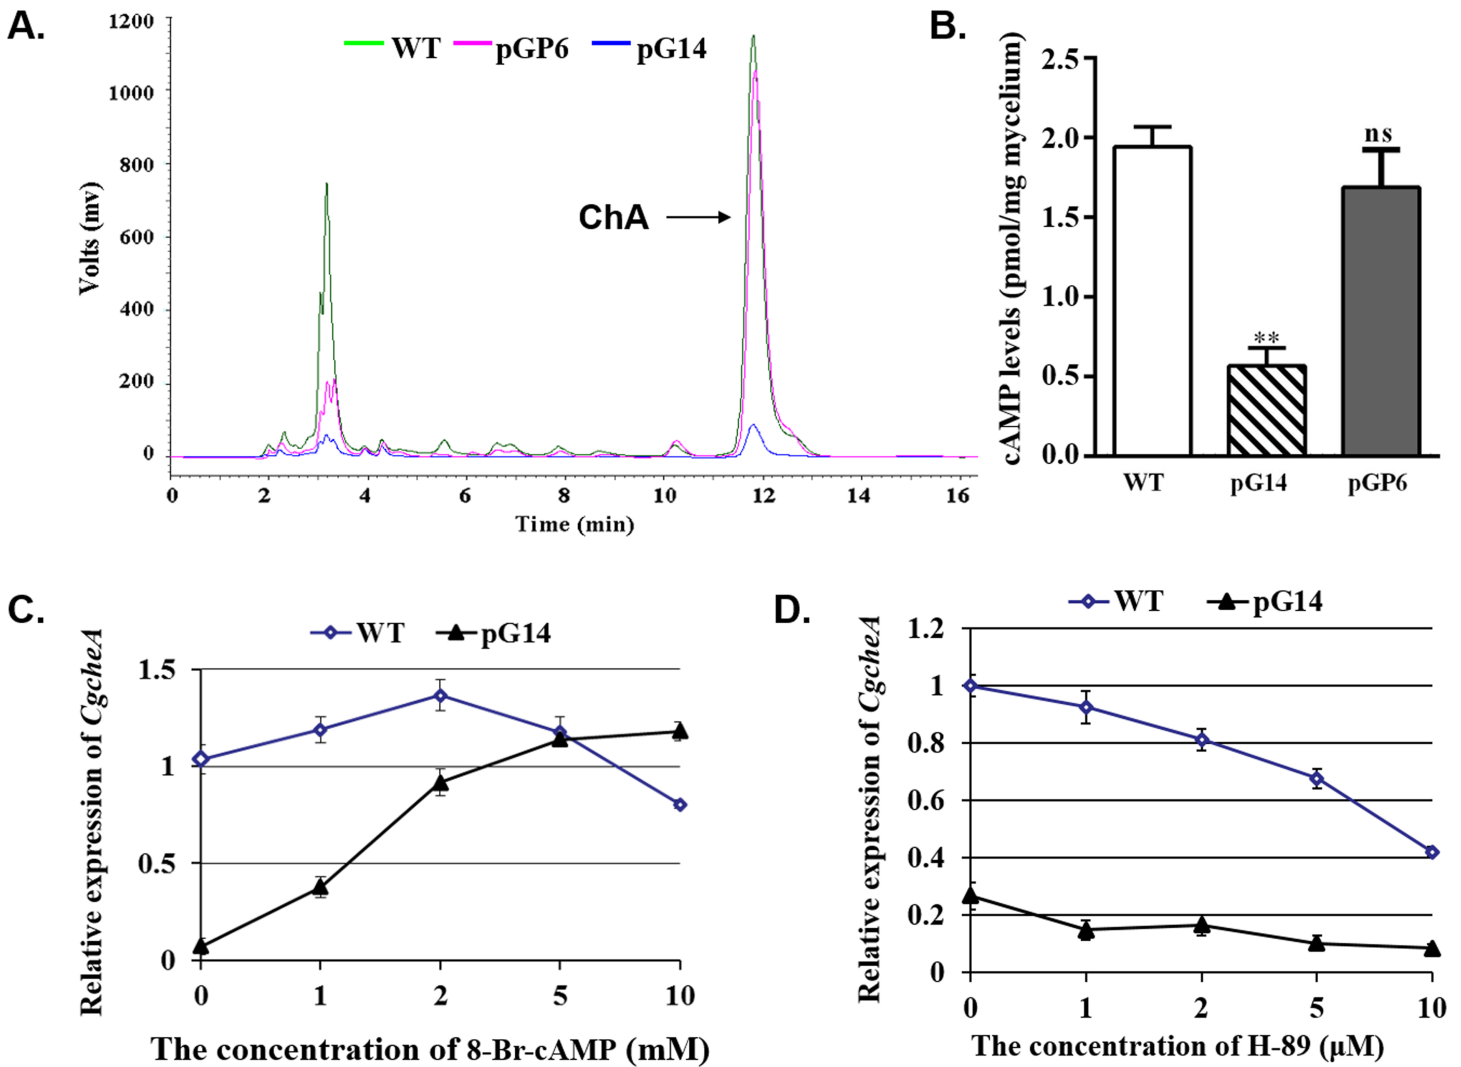 A.
WT pGP6 pG14
ChA
Volts (mv)
1200
1000
800
600
400
200
0
0 2 4 6 8 10 12 14 16
Time (min)
B.
cAMP levels (pmol/mg mycelium)
2.5
2.0
1.5
1.0
0.5
0.0
**
ns
WT pG14 pGP6
C.
WT pG14
Relative expression of CgcheA
1.5
1
0.5
0
0 1 2 5 10
The concentration of 8-Br-cAMP (mM)
D.
WT pG14
Relative expression of CgcheA
1.2
1
0.8
0.6
0.4
0.2
0
0 1 2 5 10
The concentration of H-89 (μM)